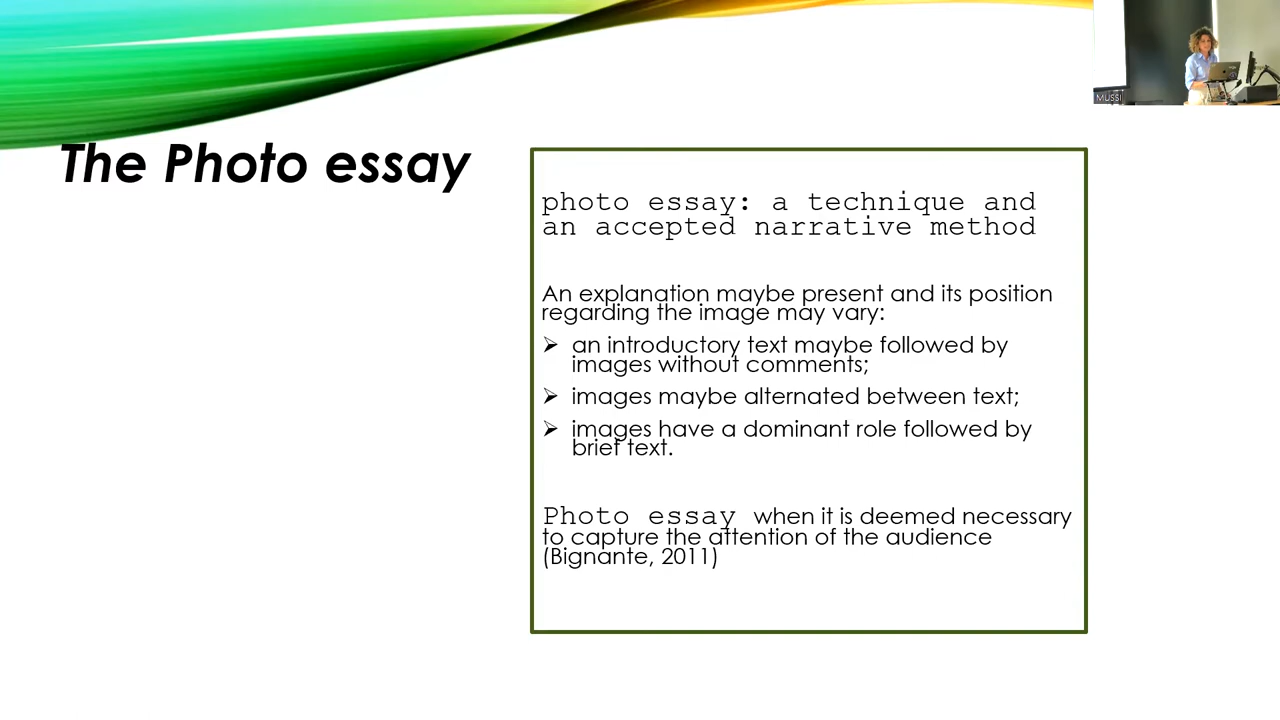 The Photo essay
photo essay: a technique and
an accepted narrative method
An explanation maybe present and its position
regarding the image may vary:
an introductory text maybe followed by
images without comments;
images maybe alternated between text;
images have a dominant role followed by
brief text.
Photo essay when it is deemed necessary
to capture the attention of the audience
(Bignante, 2011)
MUSSI